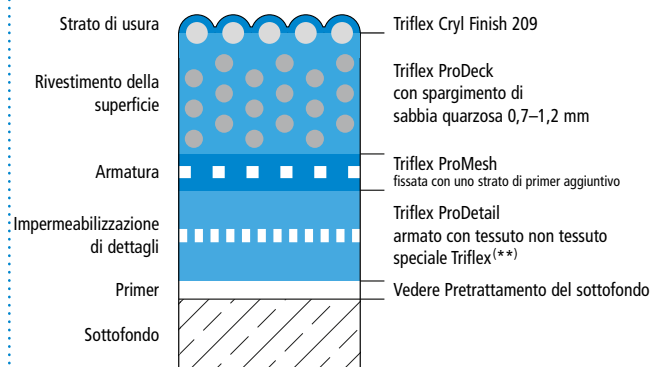 Strato di usura
Triflex Cryl Finish 209
Rivestimento della
superficie
Triflex ProDeck
con spargimento di
sabbia quarzosa 0,7–1,2 mm
Armatura
Triflex ProMesh
fissata con uno strato di primer aggiuntivo
Impermeabilizzazione
di dettagli
Triflex ProDetail
armato con tessuto non tessuto
speciale Triflex(**)
Primer
Vedere Pretrattamento del sottofondo
Sottofondo